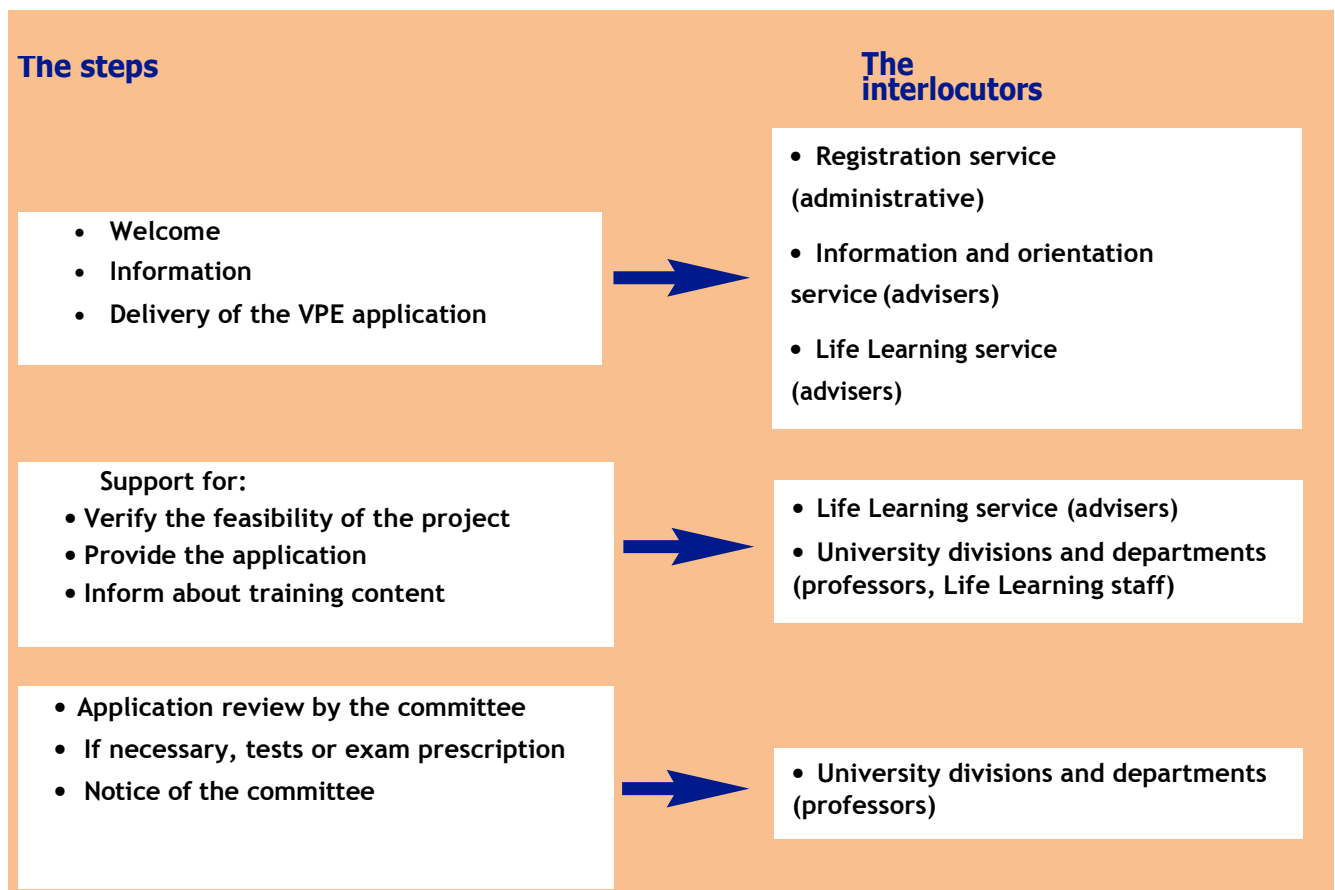 The steps
The
interlocutors
• Welcome
• Information
• Delivery of the VPE application
• Registration service
(administrative)
• Information and orientation
service (advisers)
• Life Learning service
(advisers)
Support for:
• Verify the feasibility of the project
• Provide the application
• Inform about training content
• Life Learning service (advisers)
• University divisions and departments
(professors, Life Learning staff)
• Application review by the committee
• If necessary, tests or exam prescription
• Notice of the committee
• University divisions and departments
(professors)